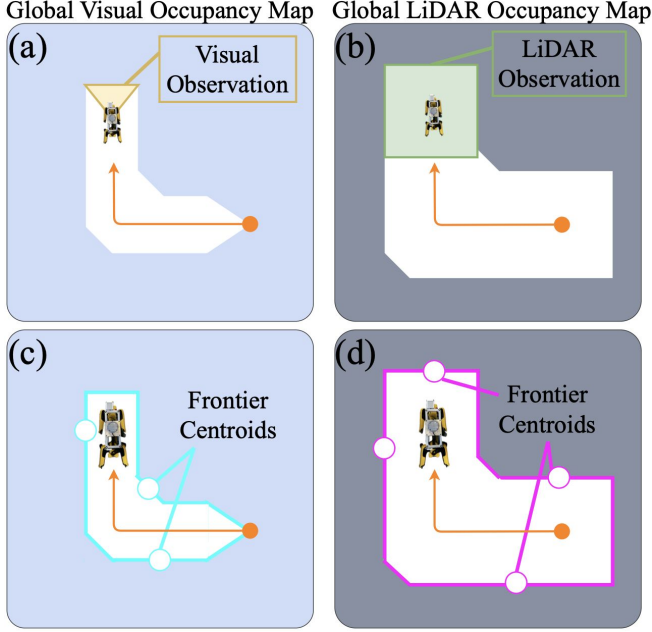 Global Visual Occupancy Map
Global LiDAR Occupancy Map
(a)
Visual
Observation
(b)
LiDAR
Observation
(c)
Frontier
Centroids
(d)
Frontier
Centroids